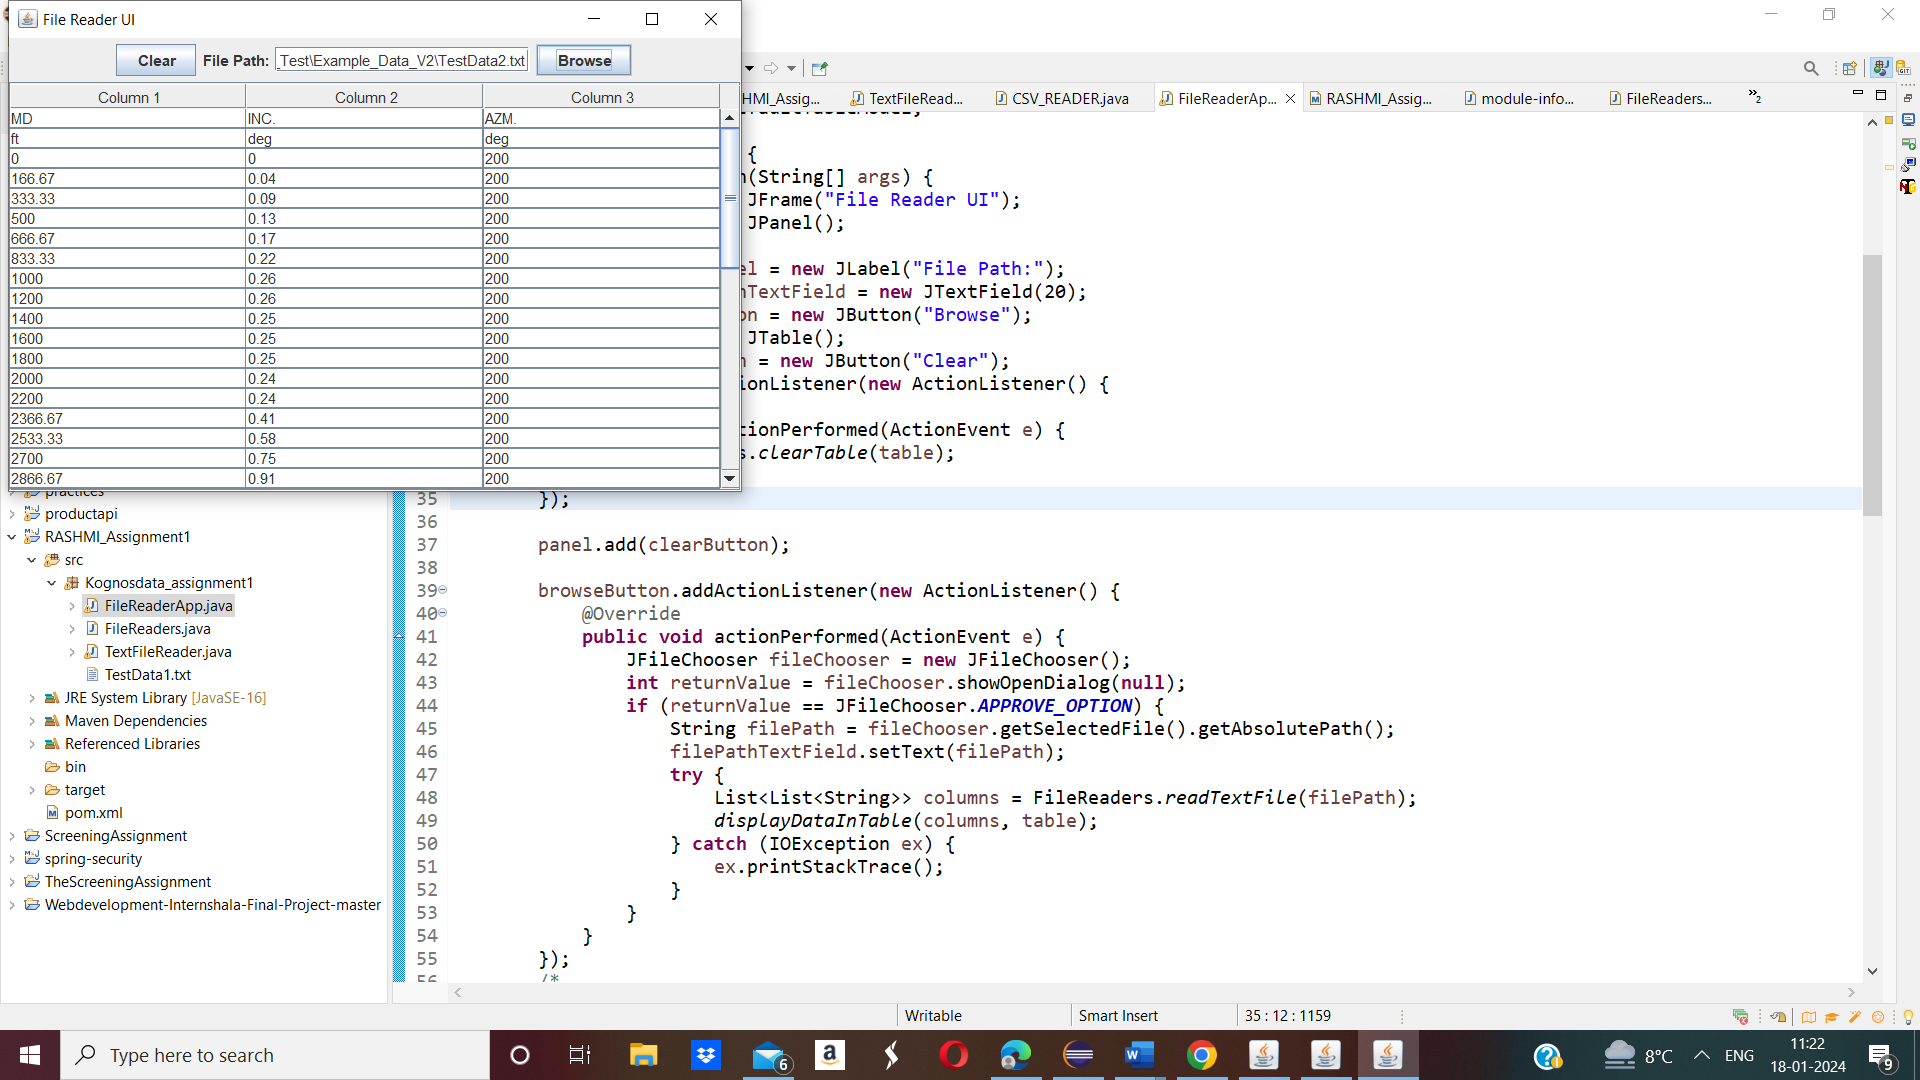 File Reader UI
Clear File Path: _Test\Example_Data_V2\TestData2.txt Browse
Column 1 Column 2 Column 3
MD INC. AZM.
ft deg deg
0 0 200
166.67 0.04 200
333.33 0.09 200
500 0.13 200
666.67 0.17 200
833.33 0.22 200
1000 0.26 200
1200 0.26 200
1400 0.25 200
1600 0.25 200
1800 0.25 200
2000 0.24 200
2200 0.24 200
2366.67 0.41 200
2533.33 0.58 200
2700 0.75 200
2866.67 0.91 200
practices
productapi
RASHMI_Assignment1
src
Kognosdata_assignment1
FileReaderApp.java
FileReaders.java
TextFileReader.java
TestData1.txt
JRE System Library [JavaSE-16]
Maven Dependencies
Referenced Libraries
bin
target
pom.xml
ScreeningAssignment
spring-security
TheScreeningAssignment
Webdevelopment-Internshala-Final-Project-master
HMI_Assig... TextFileRead... CSV_READER.java FileReaderAp... RASHMI_Assig... module-info... FileReaders... »2
{
(String[] args) {
JFrame("File Reader UI");
JPanel();
el = new JLabel("File Path:");
hTextField = new JTextField(20);
on = new JButton("Browse");
JTable();
n = new JButton("Clear");
ionListener(new ActionListener() {
tionPerformed(ActionEvent e) {
s.clearTable(table);
35 });
36
37 panel.add(clearButton);
38
39 browseButton.addActionListener(new ActionListener() {
40 @Override
41 public void actionPerformed(ActionEvent e) {
42 JFileChooser fileChooser = new JFileChooser();
43 int returnValue = fileChooser.showOpenDialog(null);
44 if (returnValue == JFileChooser.APPROVE_OPTION) {
45 String filePath = fileChooser.getSelectedFile().getAbsolutePath();
46 filePathTextField.setText(filePath);
47 try {
48 List<List<String>> columns = FileReaders.readTextFile(filePath);
49 displayDataInTable(columns, table);
50 } catch (IOException ex) {
51 ex.printStackTrace();
52 }
53 }
54 }
55 });
56 /*
Writable Smart Insert 35 : 12 : 1159
Type here to search
6
8°C ENG 11:22
18-01-2024
9